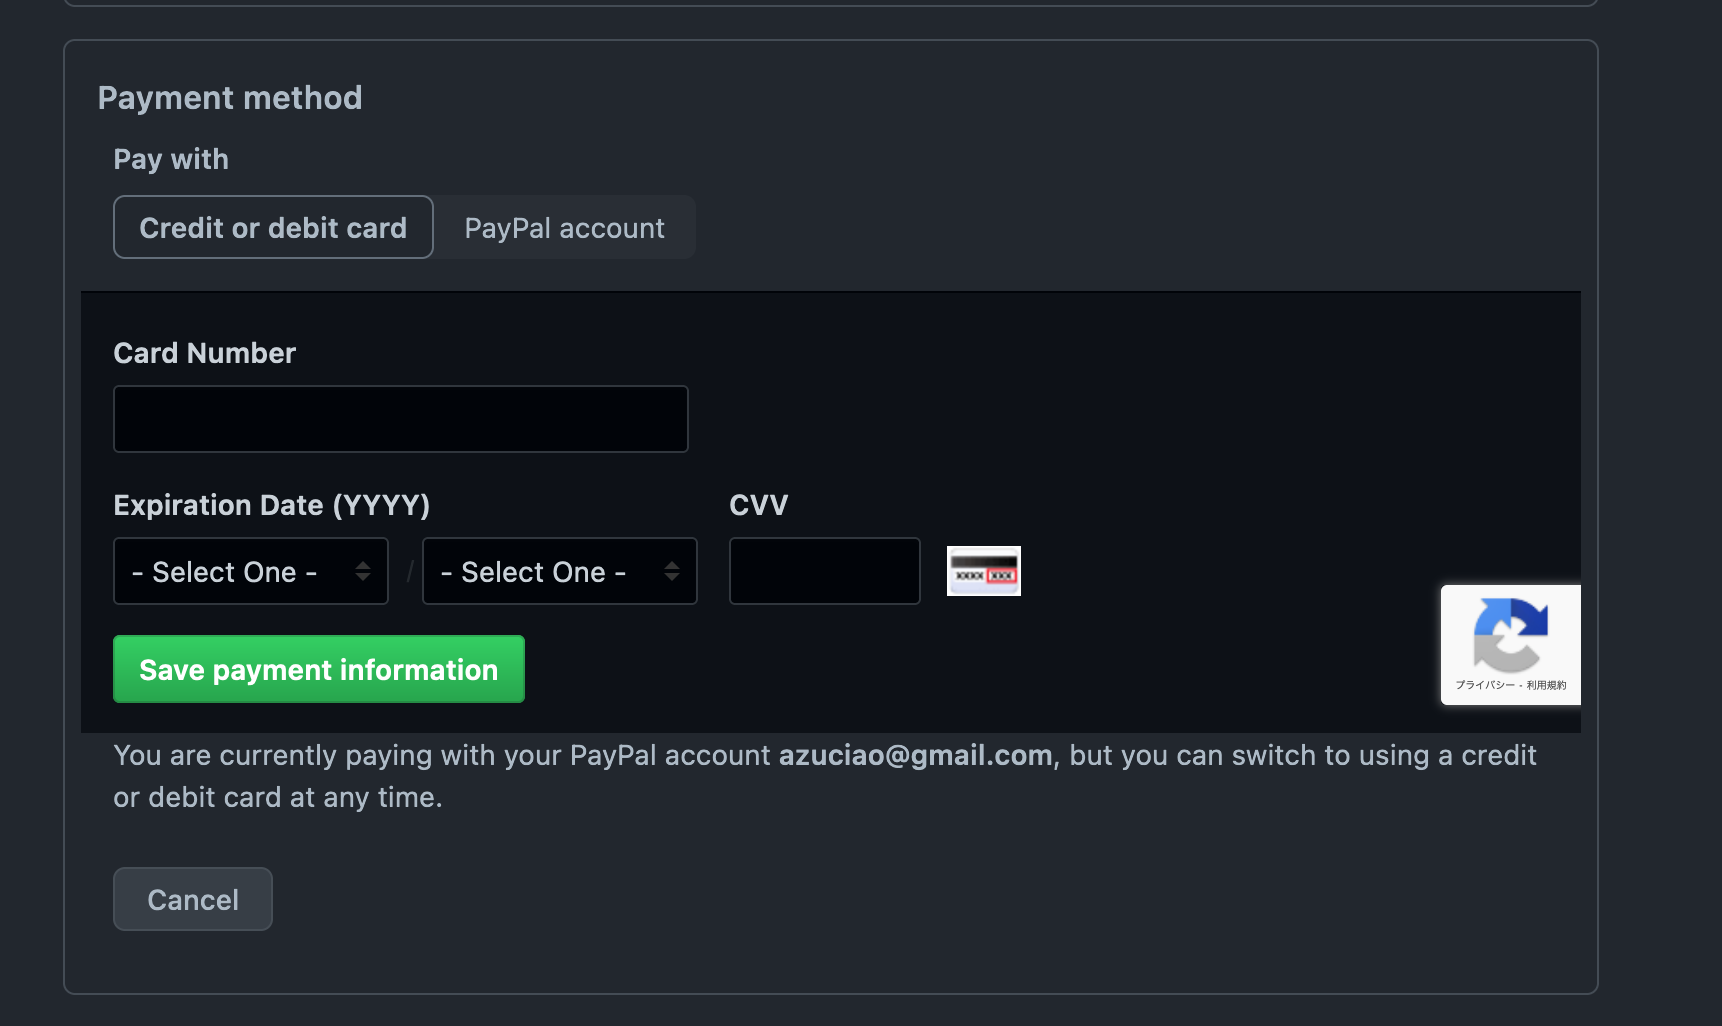 Payment method
Pay with
Credit or debit card PayPal account
Card Number
Expiration Date (YYYY) CVV
- Select One - / - Select One - XXXX XXX
Save payment information
プライバシー - 利用規約
You are currently paying with your PayPal account azuciao@gmail.com, but you can switch to using a credit
or debit card at any time.
Cancel